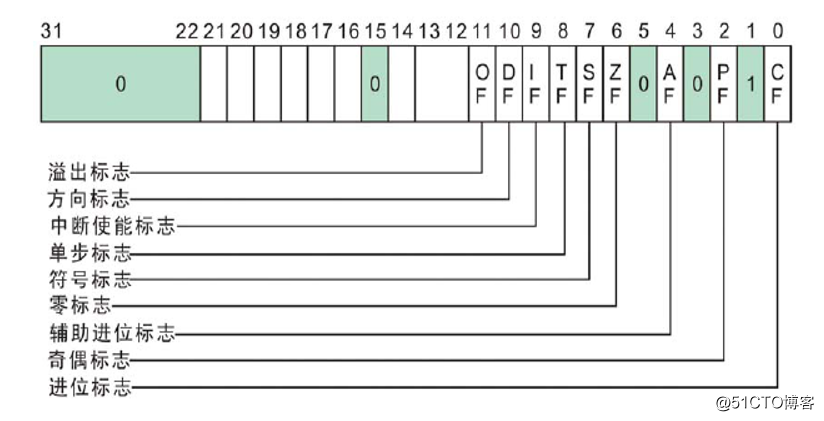 31 22 21 20 19 18 17 16 15 14 13 12 11 10 9 8 7 6 5 4 3 2 1 0
0 0 OF DF IF TF SF ZF 0 AF 0 PF 1 CF
溢出标志
方向标志
中断使能标志
单步标志
符号标志
零标志
辅助进位标志
奇偶标志
进位标志
@51CTO博客